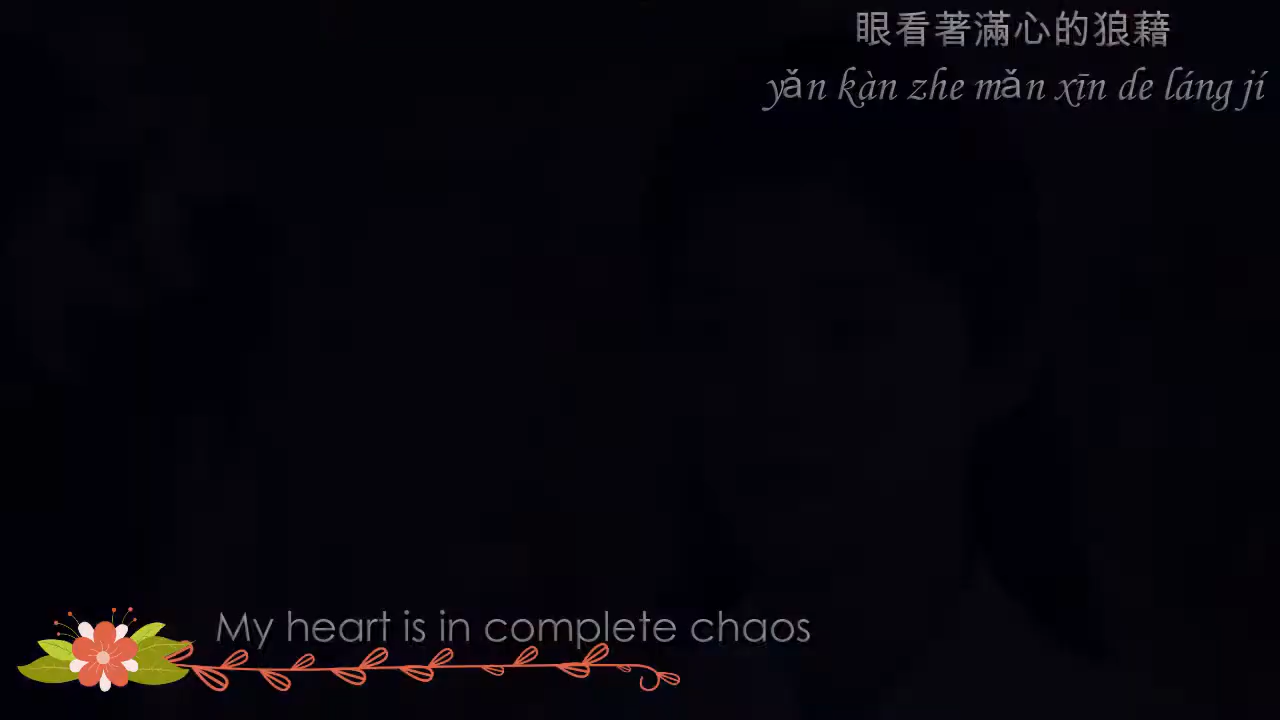 眼看著滿心的狼藉
yǎn kàn zhe mǎn xīn de láng jí
My heart is in complete chaos